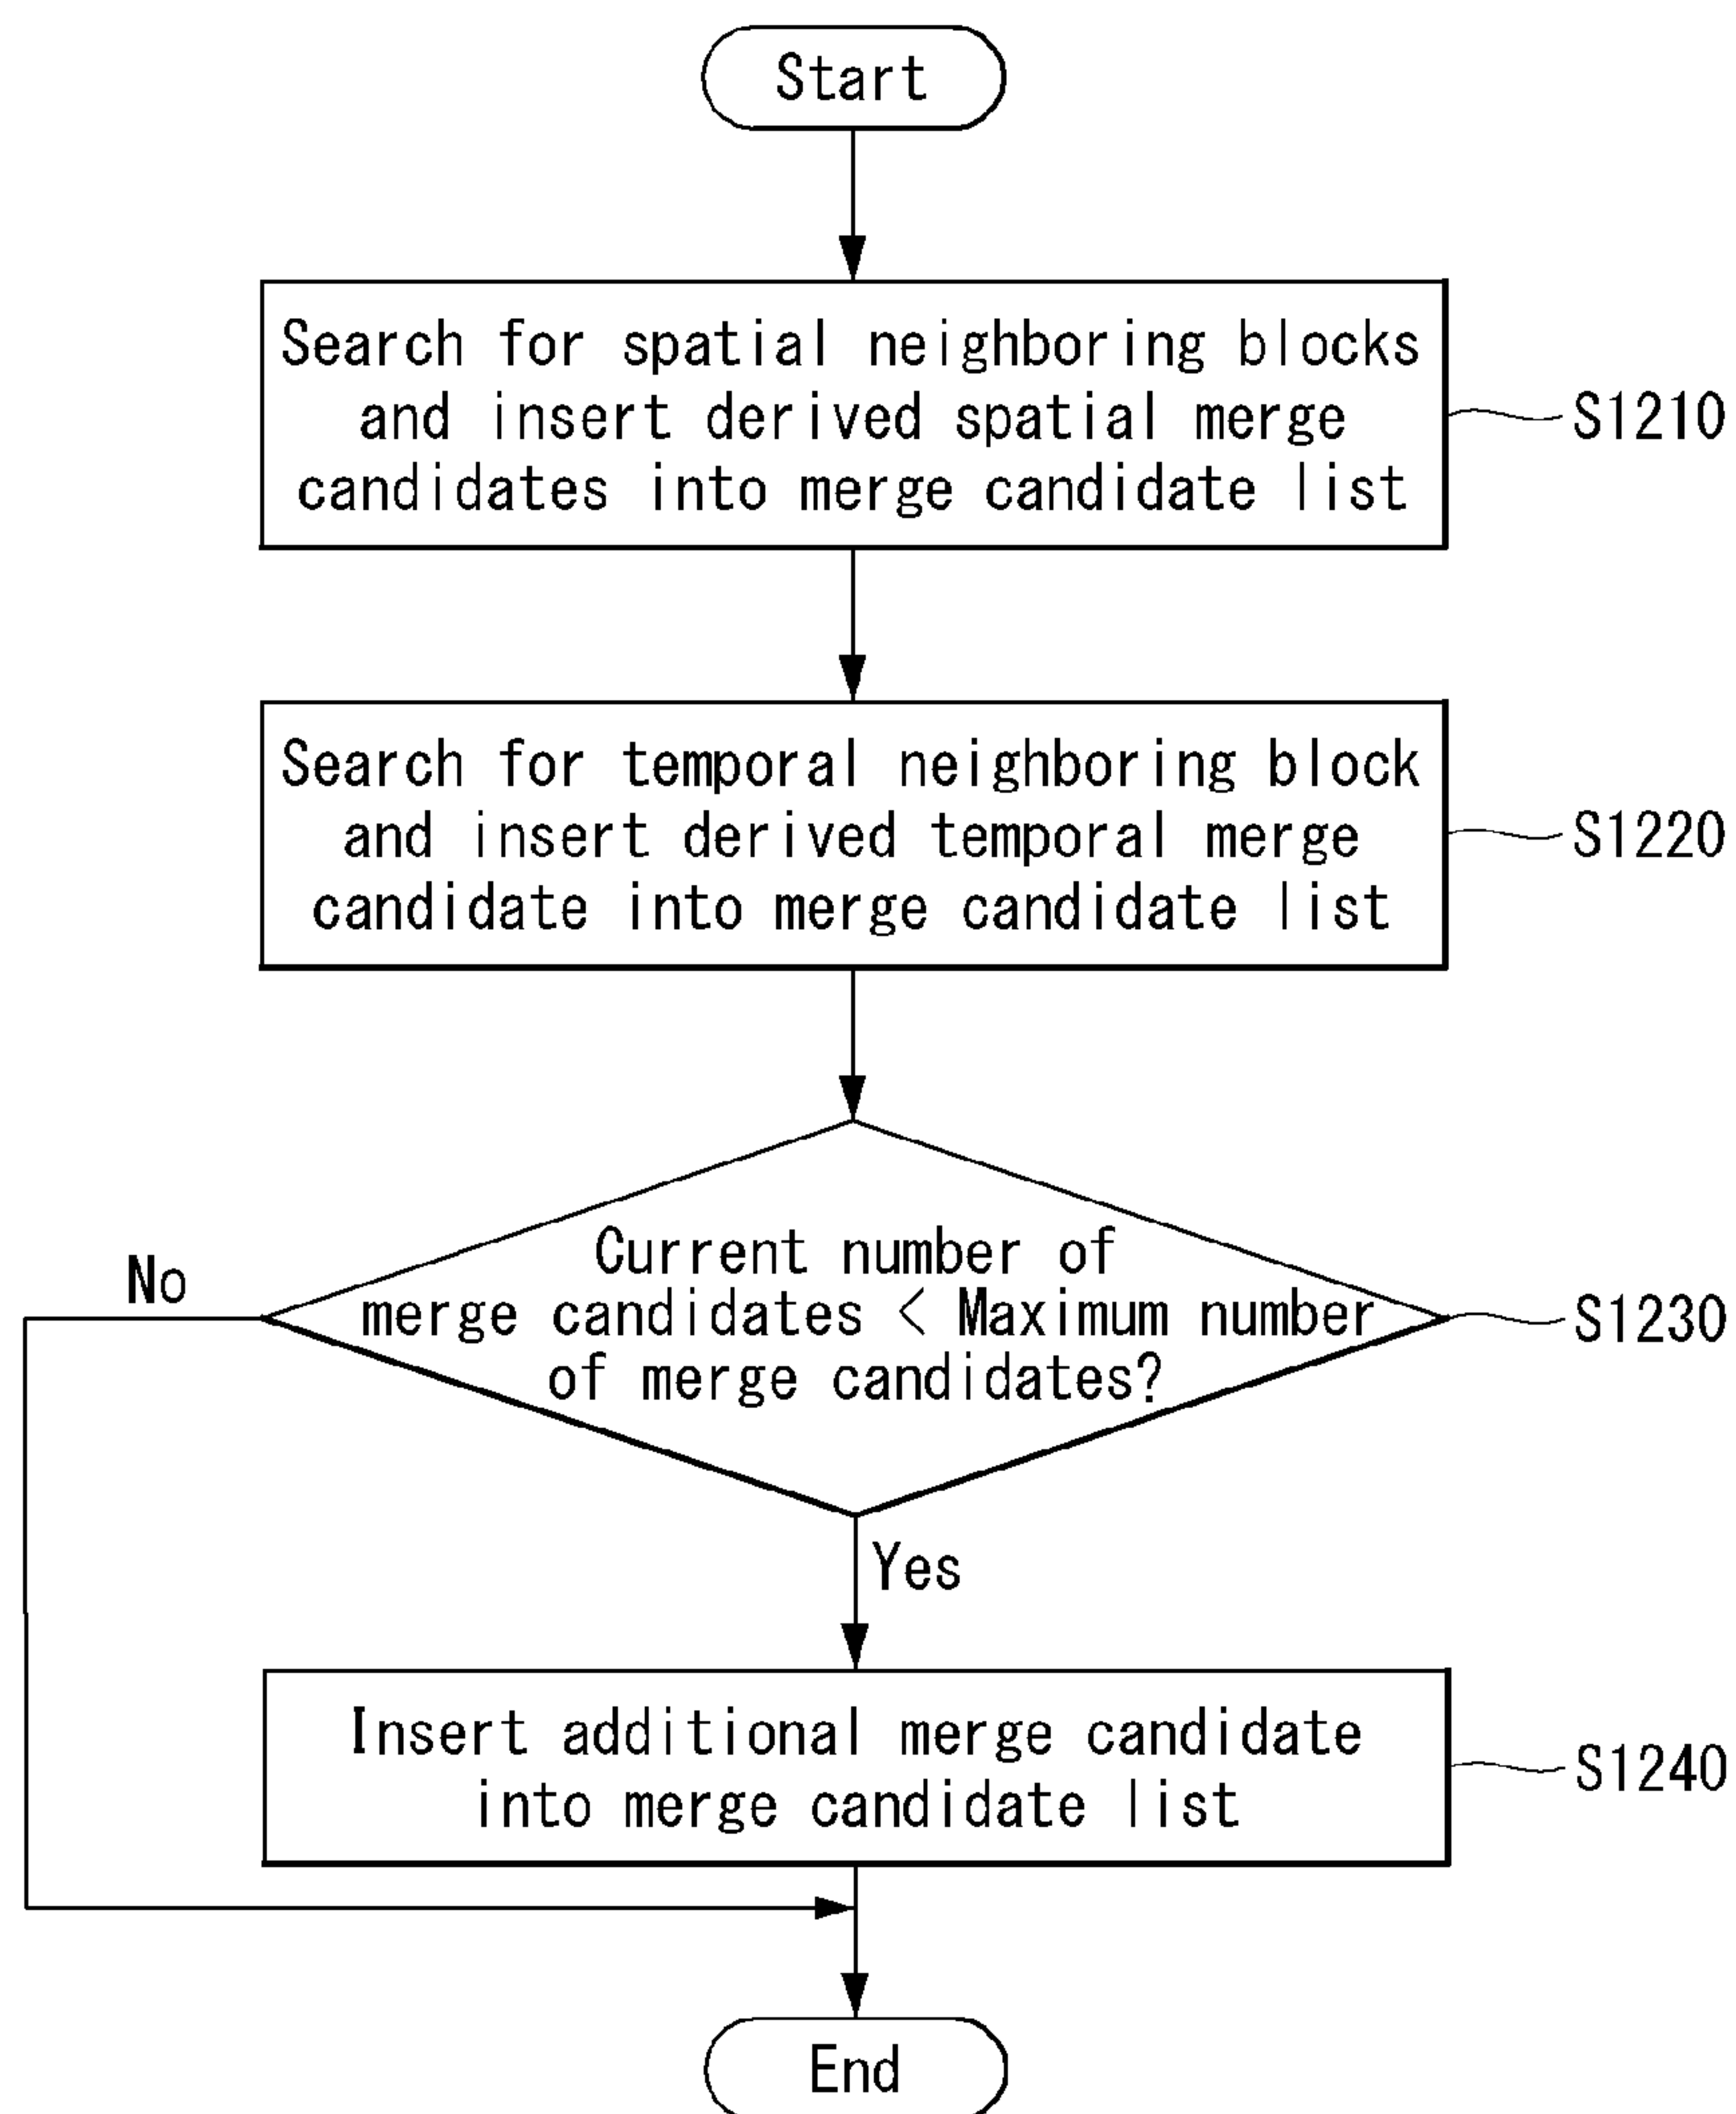 Start
Search for spatial neighboring blocks
and insert derived spatial merge
candidates into merge candidate list
S1210
Search for temporal neighboring block
and insert derived temporal merge
candidate into merge candidate list
S1220
Current number of
merge candidates < Maximum number
of merge candidates?
S1230
No
Yes
Insert additional merge candidate
into merge candidate list
S1240
End